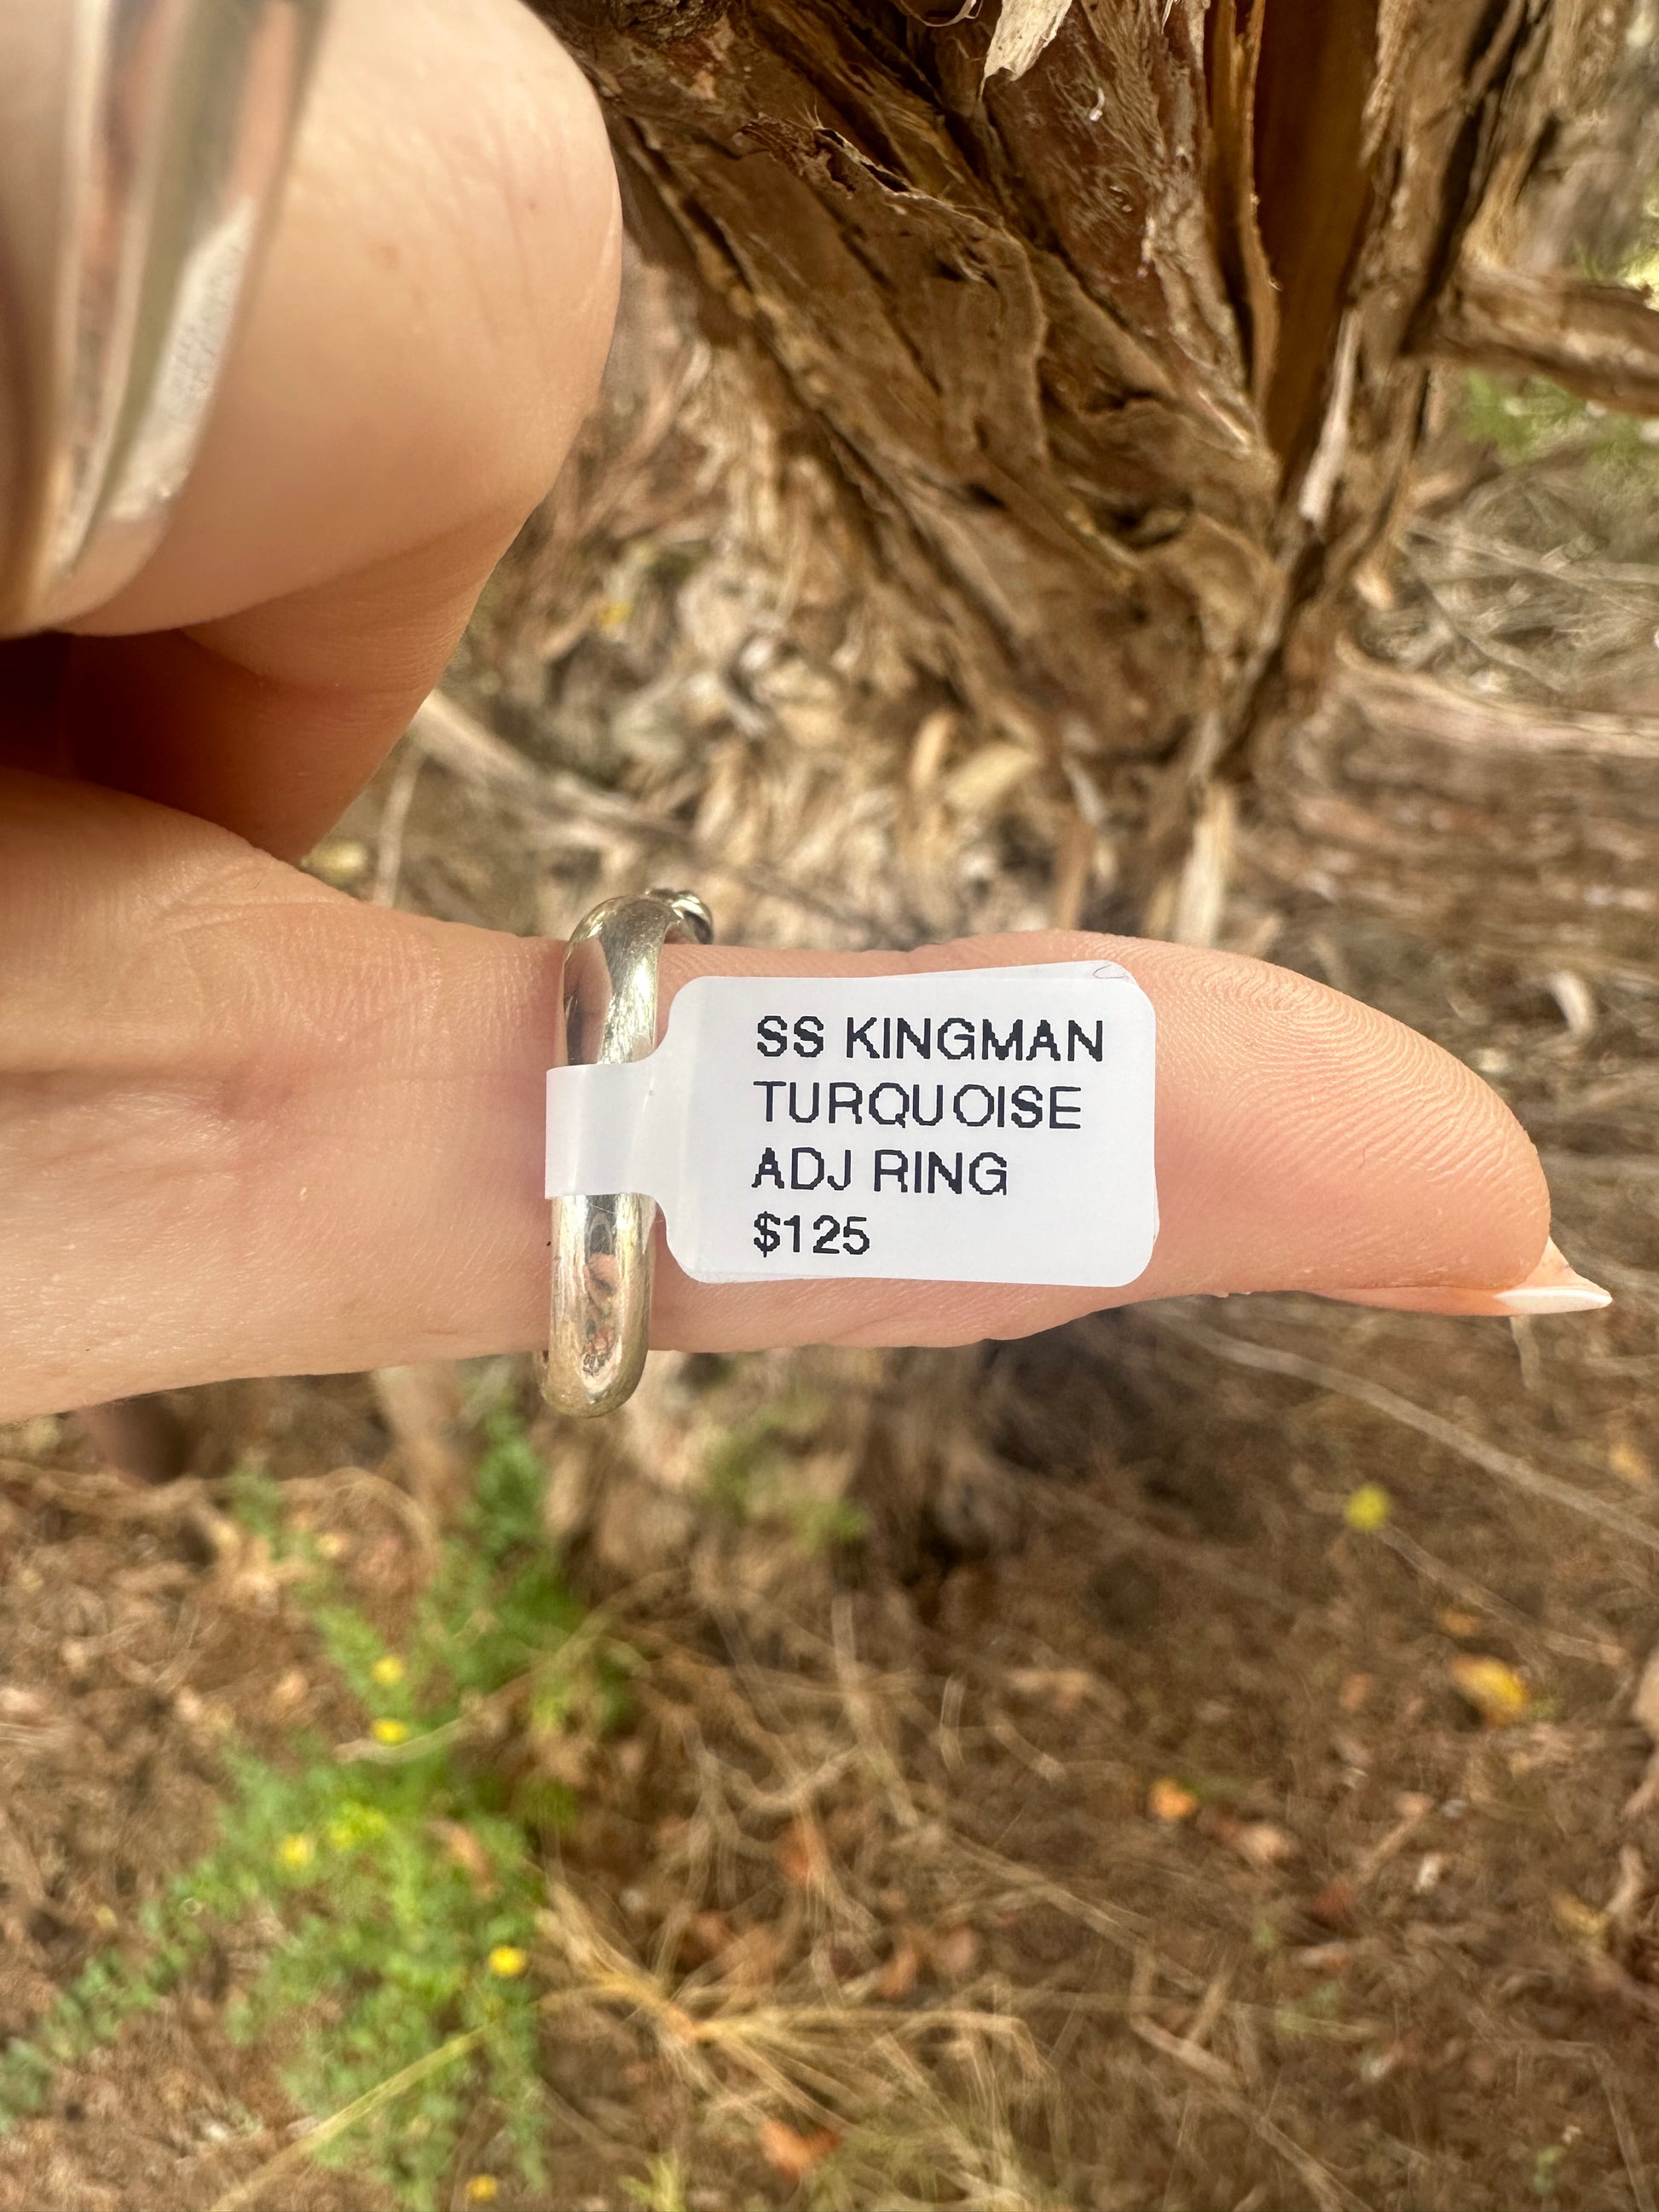 SS KINGMAN
TURQUOISE
ADJ RING
$125